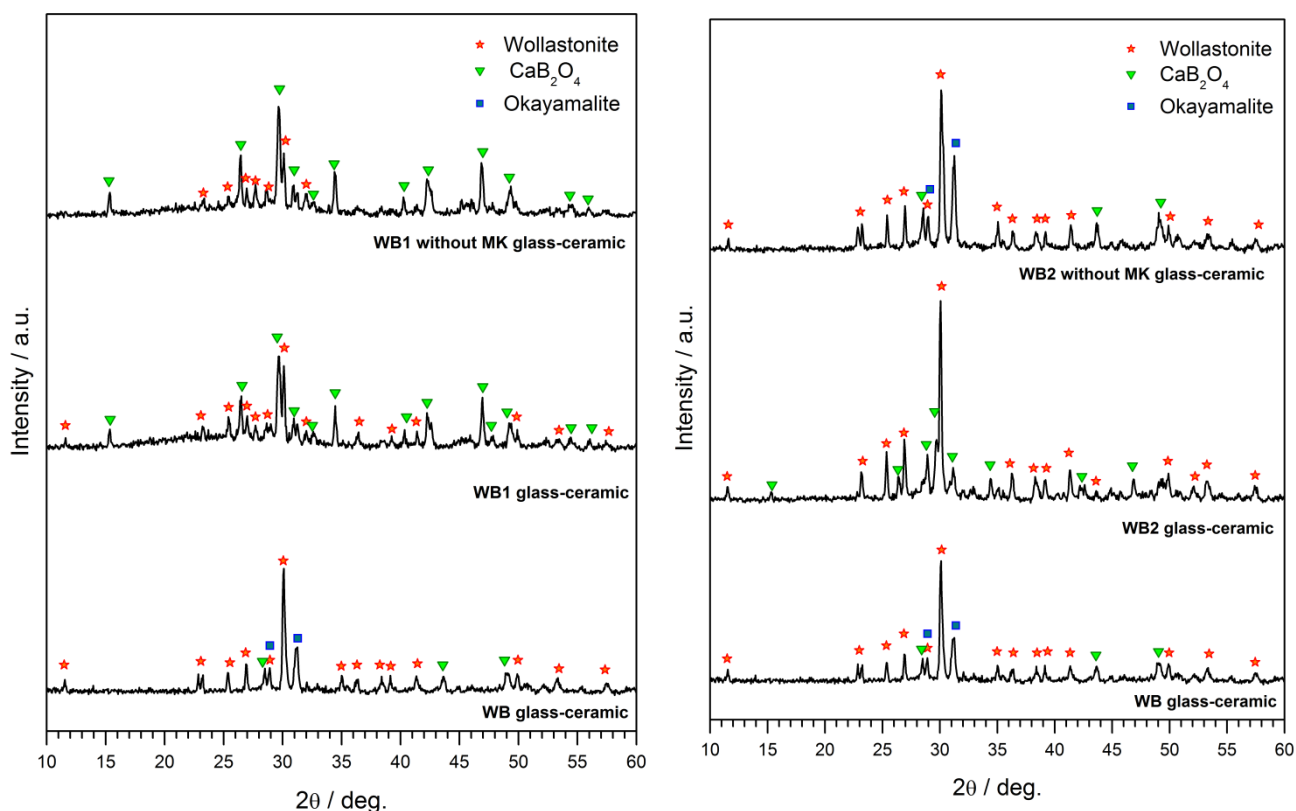 Wollastonite
CaB₂O₄
Okayamalite
WB1 without MK glass-ceramic
WB1 glass-ceramic
WB glass-ceramic
Intensity / a.u.
10 15 20 25 30 35 40 45 50 55 60
2θ / deg.
Wollastonite
CaB₂O₄
Okayamalite
WB2 without MK glass-ceramic
WB2 glass-ceramic
WB glass-ceramic
Intensity / a.u.
10 15 20 25 30 35 40 45 50 55 60
2θ / deg.